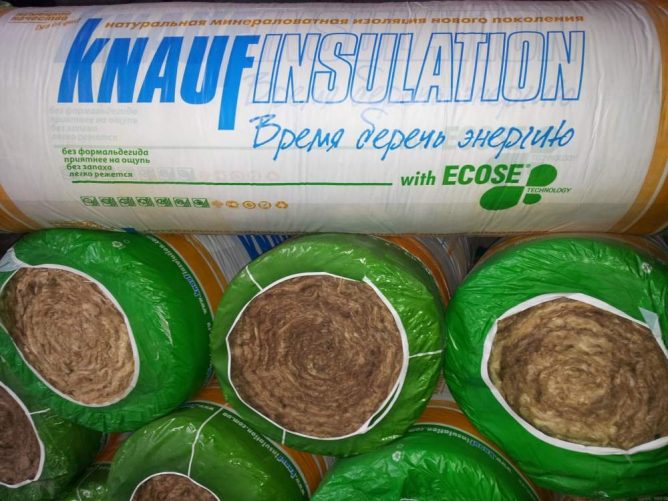 натуральная минераловатная изоляция нового поколения
KNAUF INSULATION
Время беречь энергию
без формальдегида
приятнее на ощупь
без запаха
легко режется
with ECOSE®
TECHNOLOGY